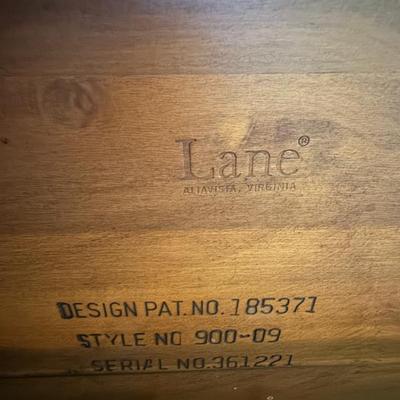 Lane®
ALTAVISTA, VIRGINIA
DESIGN PAT. NO. 185371
STYLE NO 900-09
SERIAL NO. 361221